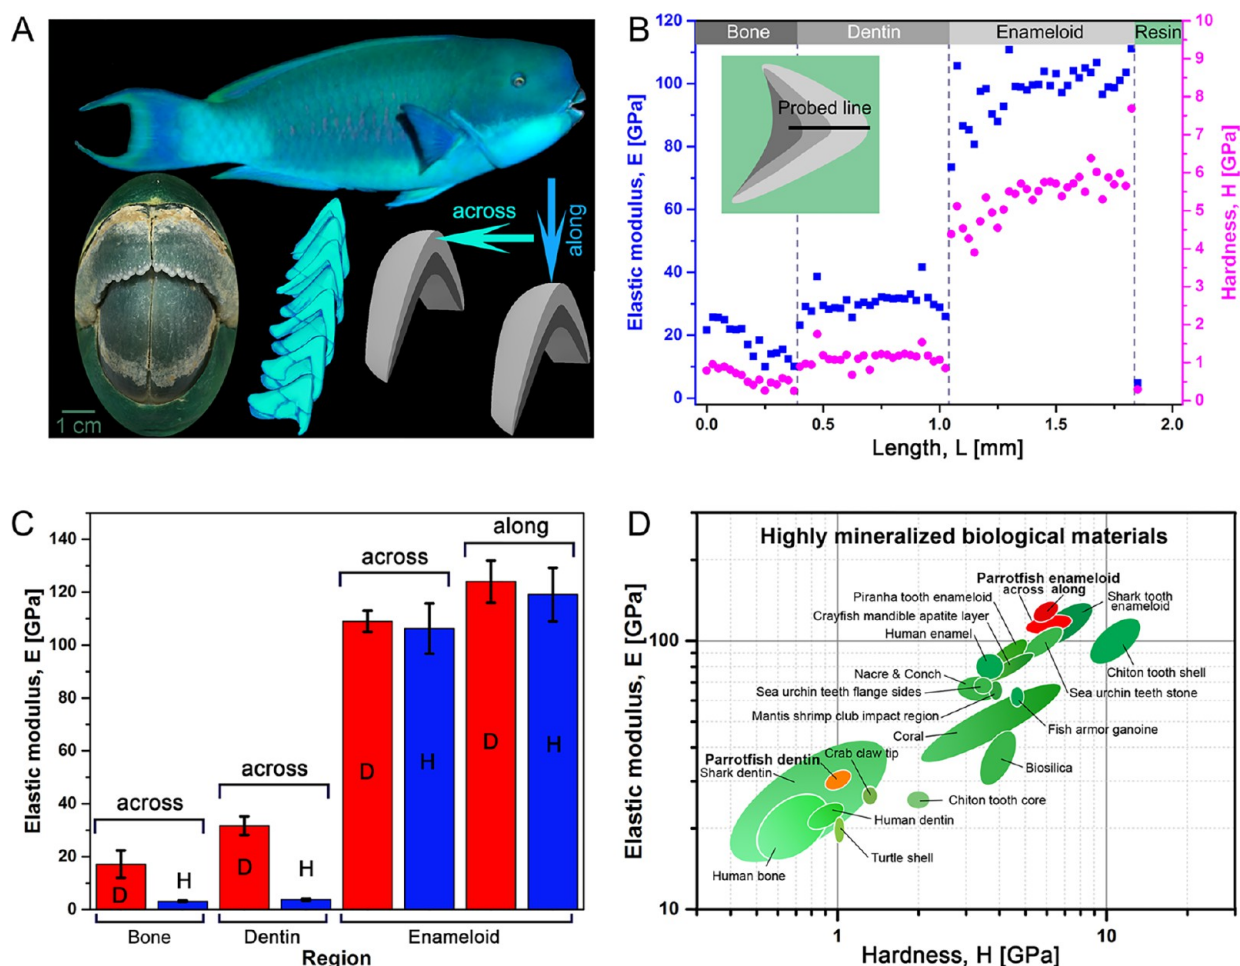 A
across
along
1 cm
B
Bone Dentin Enameloid Resin
Probed line
Elastic modulus, E [GPa]
120
100
80
60
40
20
0
Hardness, H [GPa]
10
9
8
7
6
5
4
3
2
1
0
0.0 0.5 1.0 1.5 2.0
Length, L [mm]
C
Elastic modulus, E [GPa]
140
120
100
80
60
40
20
0
across
across
across
along
D H D H D H D H
Bone Dentin Enameloid
Region
D
Highly mineralized biological materials
Elastic modulus, E [GPa]
100
10
Parrotfish enameloid
across along
Piranha tooth enameloid
Shark tooth
enameloid
Crayfish mandible apatite layer
Human enamel
Chiton tooth shell
Nacre & Conch
Sea urchin teeth flange sides
Sea urchin teeth stone
Mantis shrimp club impact region
Fish armor ganoine
Coral
Crab claw tip
Parrotfish dentin
Shark dentin
Biosilica
Chiton tooth core
Human dentin
Turtle shell
Human bone
1 10
Hardness, H [GPa]